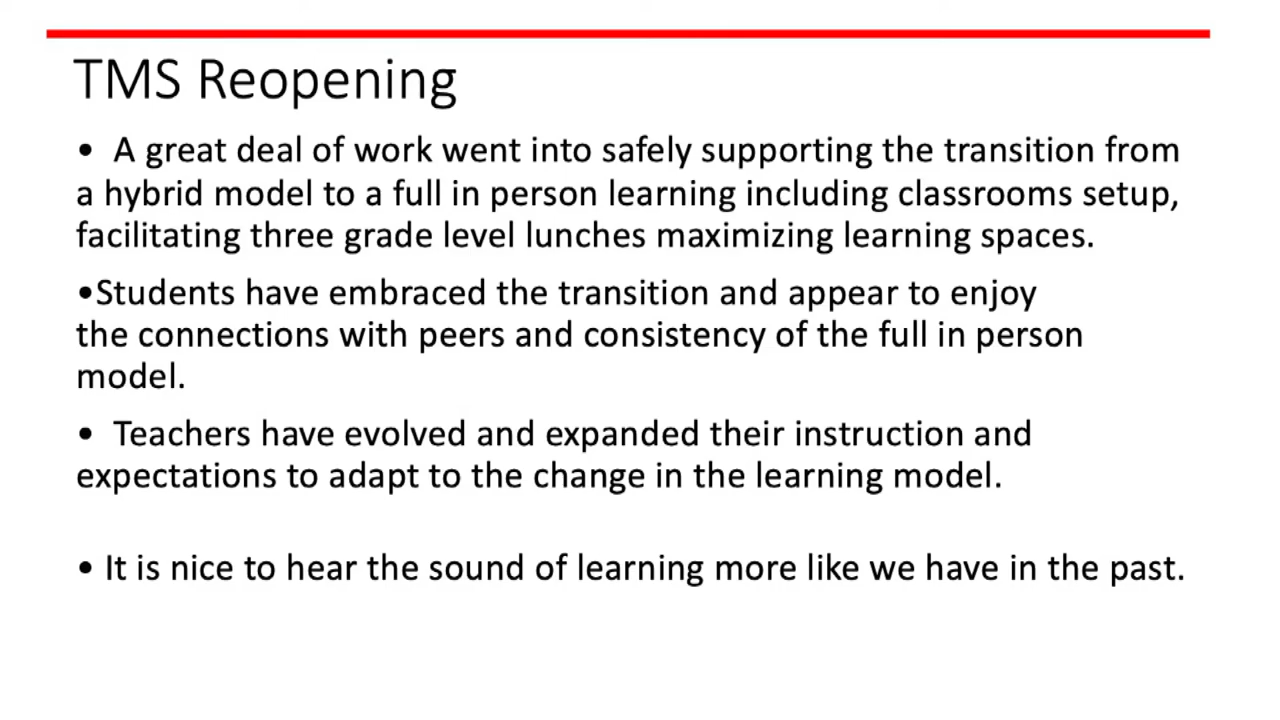 TMS Reopening
• A great deal of work went into safely supporting the transition from
a hybrid model to a full in person learning including classrooms setup,
facilitating three grade level lunches maximizing learning spaces.
•Students have embraced the transition and appear to enjoy
the connections with peers and consistency of the full in person
model.
• Teachers have evolved and expanded their instruction and
expectations to adapt to the change in the learning model.
• It is nice to hear the sound of learning more like we have in the past.